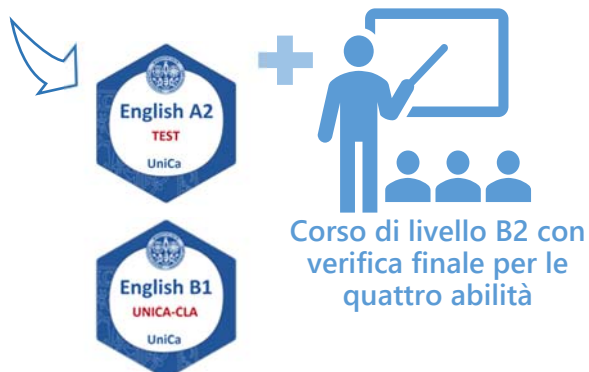 English A2
TEST
UniCa
English B1
UNICA-CLA
UniCa
Corso di livello B2 con
verifica finale per le
quattro abilità